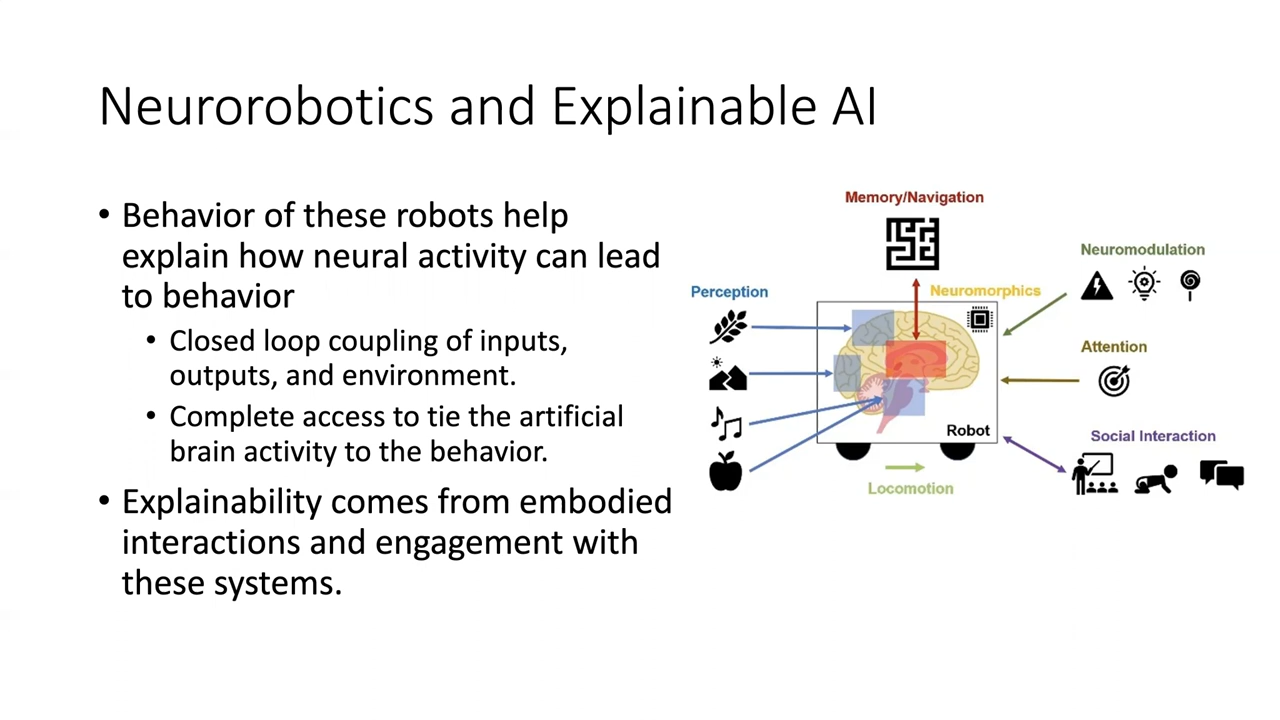 Neurorobotics and Explainable AI
• Behavior of these robots help
explain how neural activity can lead
to behavior
• Closed loop coupling of inputs,
outputs, and environment.
• Complete access to tie the artificial
brain activity to the behavior.
• Explainability comes from embodied
interactions and engagement with
these systems.
Memory/Navigation
Neuromodulation
Perception
Neuromorphics
Attention
Robot
Social Interaction
Locomotion